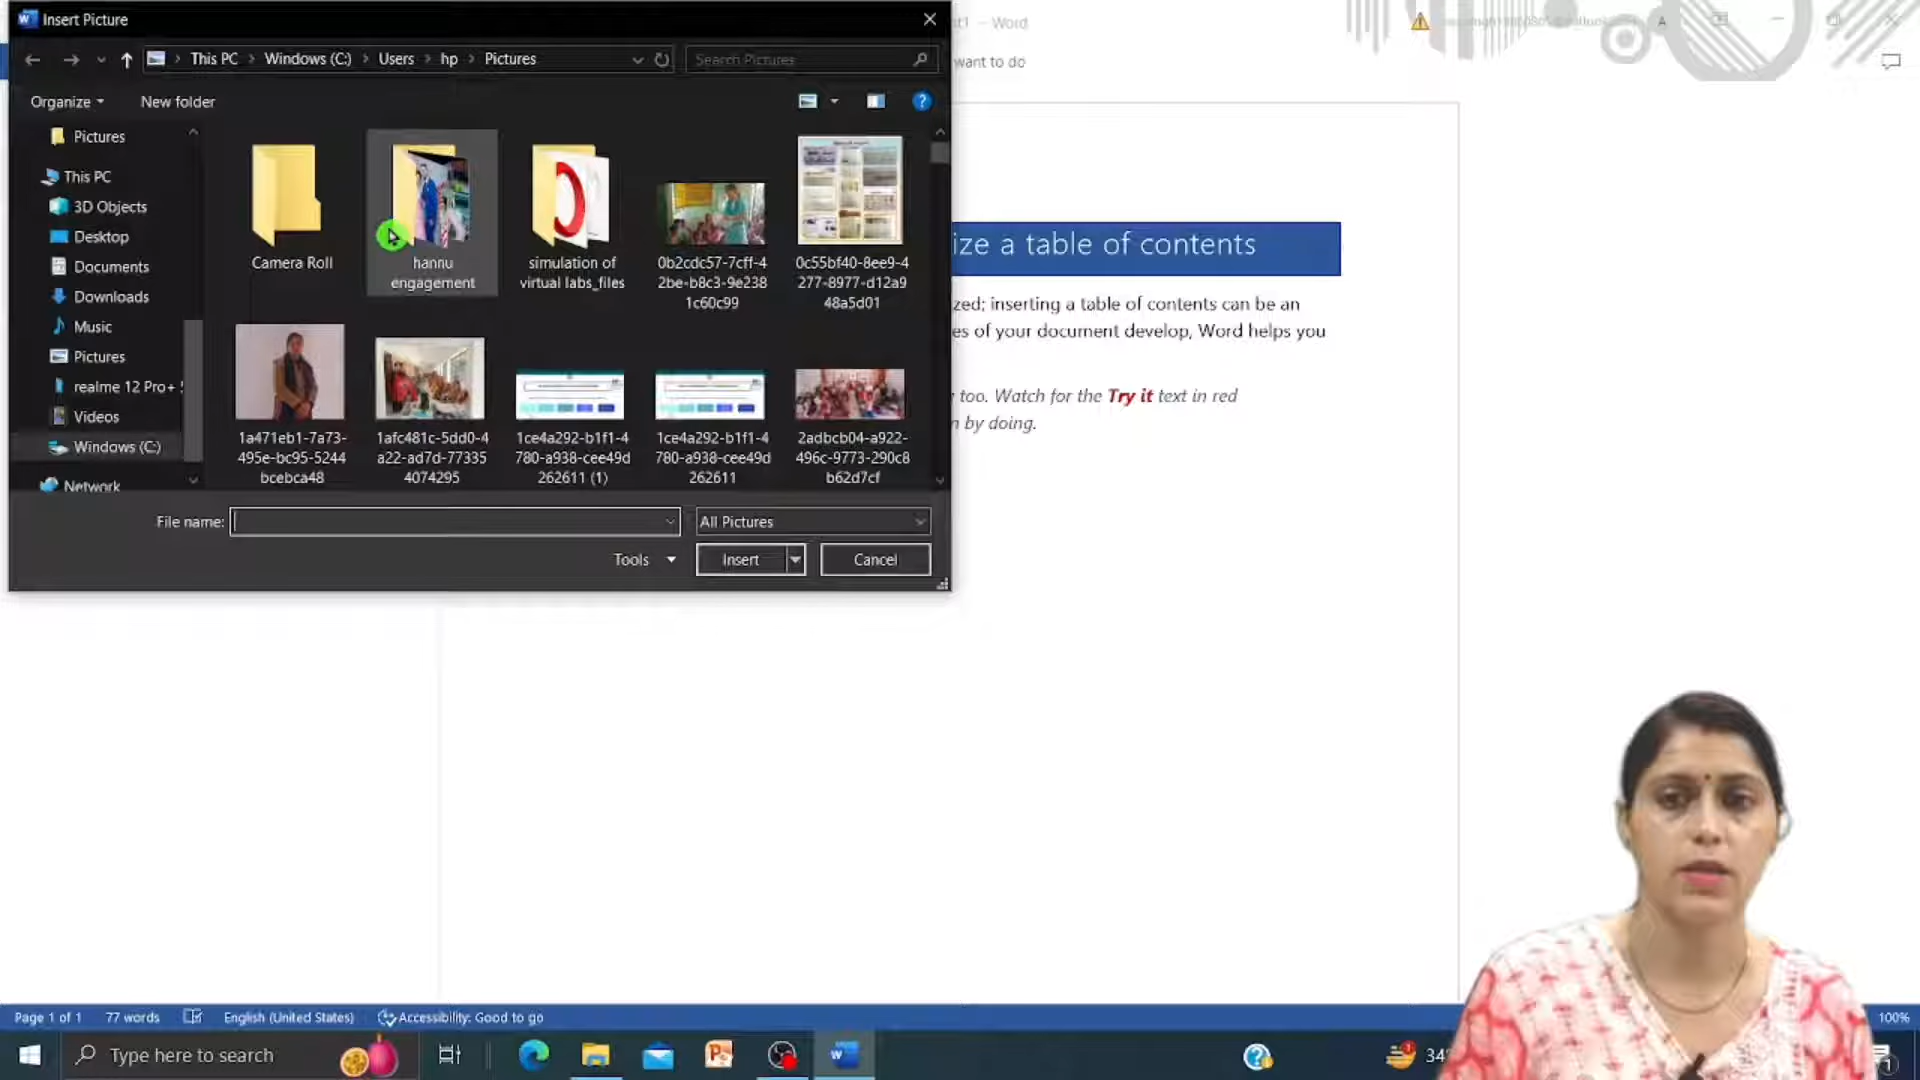 Insert Picture
t1 – Word
This PC › Windows (C:) › Users › hp › Pictures
Search Pictures
want to do
Organize
New folder
Pictures
This PC
3D Objects
Desktop
Documents
Downloads
Music
Pictures
realme 12 Pro+ 5
Videos
Windows (C:)
Network
Camera Roll
hannu
engagement
simulation of
virtual labs_files
0b2cdc57-7cff-4
2be-b8c3-9e238
1c60c99
0c55bf40-8ee9-4
277-8977-d12a9
48a5d01
1a471eb1-7a73-
495e-bc95-5244
bcebca48
1afc481c-5dd0-4
a22-ad7d-77335
4074295
1ce4a292-b1f1-4
780-a938-cee49d
262611 (1)
1ce4a292-b1f1-4
780-a938-cee49d
262611
2adbcb04-a922-
496c-9773-290c8
b62d7cf
File name:
All Pictures
Tools
Insert
Cancel
ize a table of contents
zed; inserting a table of contents can be an
es of your document develop, Word helps you
too. Watch for the Try it text in red
n by doing.
Page 1 of 1
77 words
English (United States)
Accessibility: Good to go
100%
Type here to search
34°
1